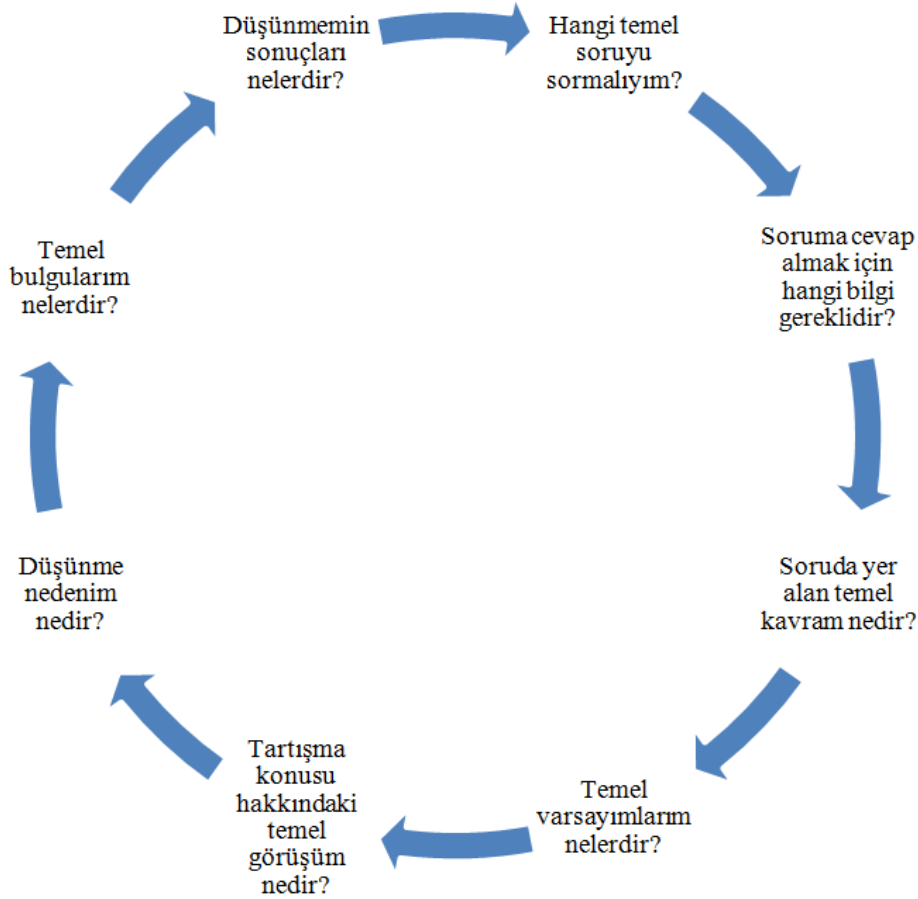 Düşünmemin
sonuçları
nelerdir?
Hangi temel
soruyu
sormalıyım?
Soruma cevap
almak için
hangi bilgi
gereklidir?
Soruda yer
alan temel
kavram nedir?
Temel
varsayımlarım
nelerdir?
Tartışma
konusu
hakkındaki
temel
görüşüm
nedir?
Düşünme
nedenim
nedir?
Temel
bulgularım
nelerdir?